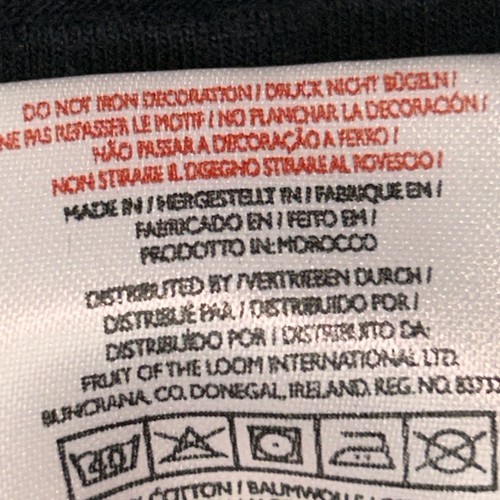 DO NOT IRON DECORATION / DRUCK NICHT BÜGELN /
NE PAS REPASSER LE MOTIF / NO PLANCHAR LA DECORACIÓN /
NÃO PASSAR A DECORAÇÃO A FERRO /
NON STIRARE IL DISEGNO STIRARE AL ROVESCIO /
MADE IN / HERGESTELLT IN / FABRIQUE EN /
FABRICADO EN / FEITO EM /
PRODOTTO IN: MOROCCO
DISTRIBUTED BY /VERTRIEBEN DURCH /
DISTRIBUE PAR / DISTRIBUIDO POR /
DISTRIBUÍDO POR / DISTRIBUITO DA:
FRUIT OF THE LOOM INTERNATIONAL LTD.
BUNCRANA, CO. DONEGAL, IRELAND. REG. NO.
40
COTTON / BAUMWOLLE /